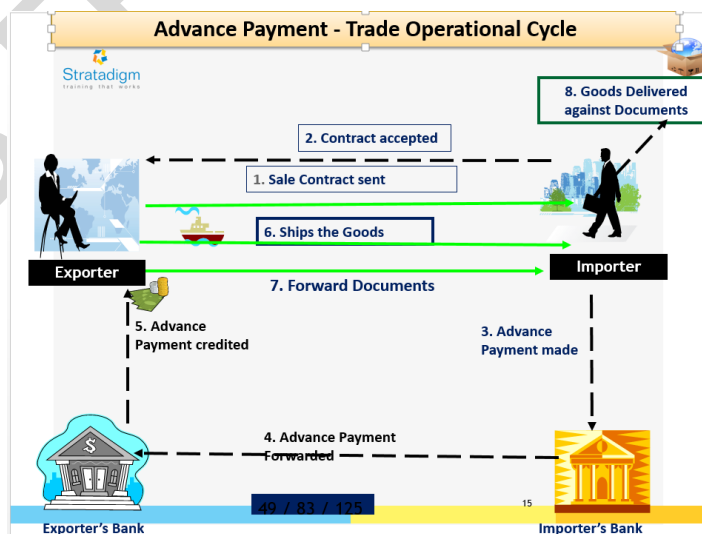 Advance Payment - Trade Operational Cycle
Stratadigm
training that works
8. Goods Delivered
against Documents
2. Contract accepted
1. Sale Contract sent
6. Ships the Goods
Exporter
Importer
7. Forward Documents
5. Advance
Payment credited
3. Advance
Payment made
4. Advance Payment
Forwarded
$
49 / 83 / 125
15
Exporter's Bank
Importer's Bank